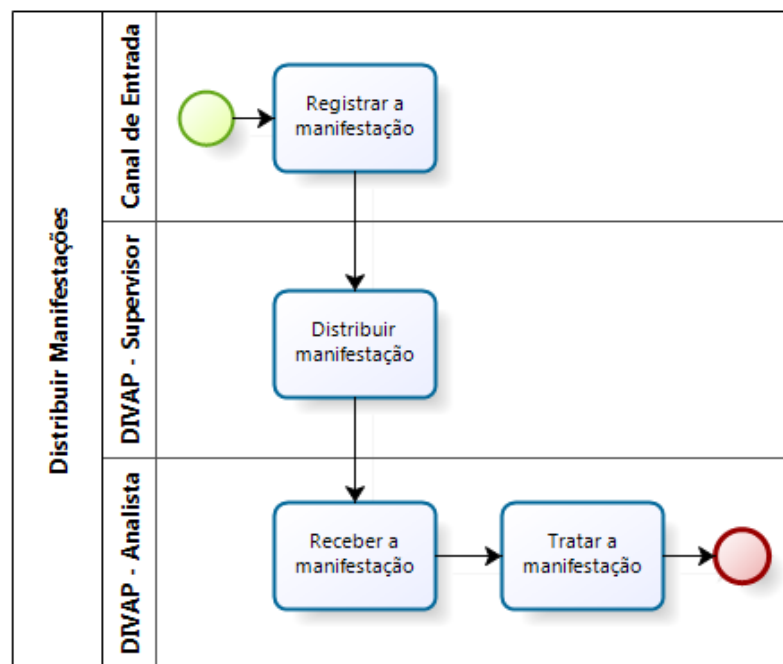 Distribuir Manifestações
Canal de Entrada
Registrar a
manifestação
DIVAP - Supervisor
Distribuir
manifestação
DIVAP - Analista
Receber a
manifestação
Tratar a
manifestação